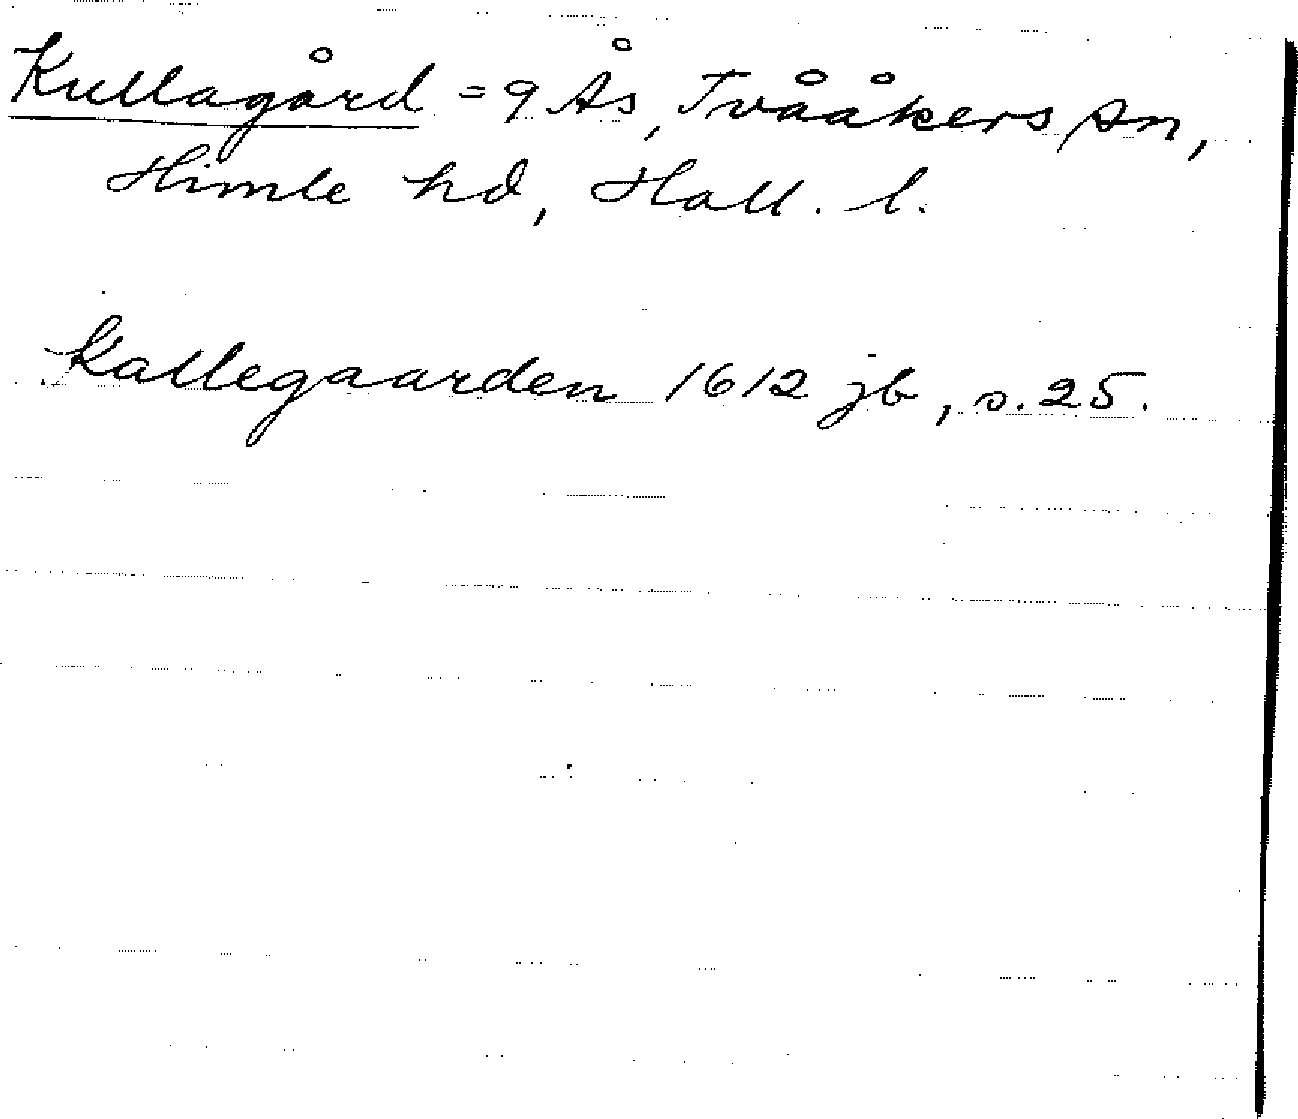 Kullagård = 9 Ås, Tvååkers sn,
Himle hd, Hall. l.
Kallegaarden 1612 jb, s. 25.